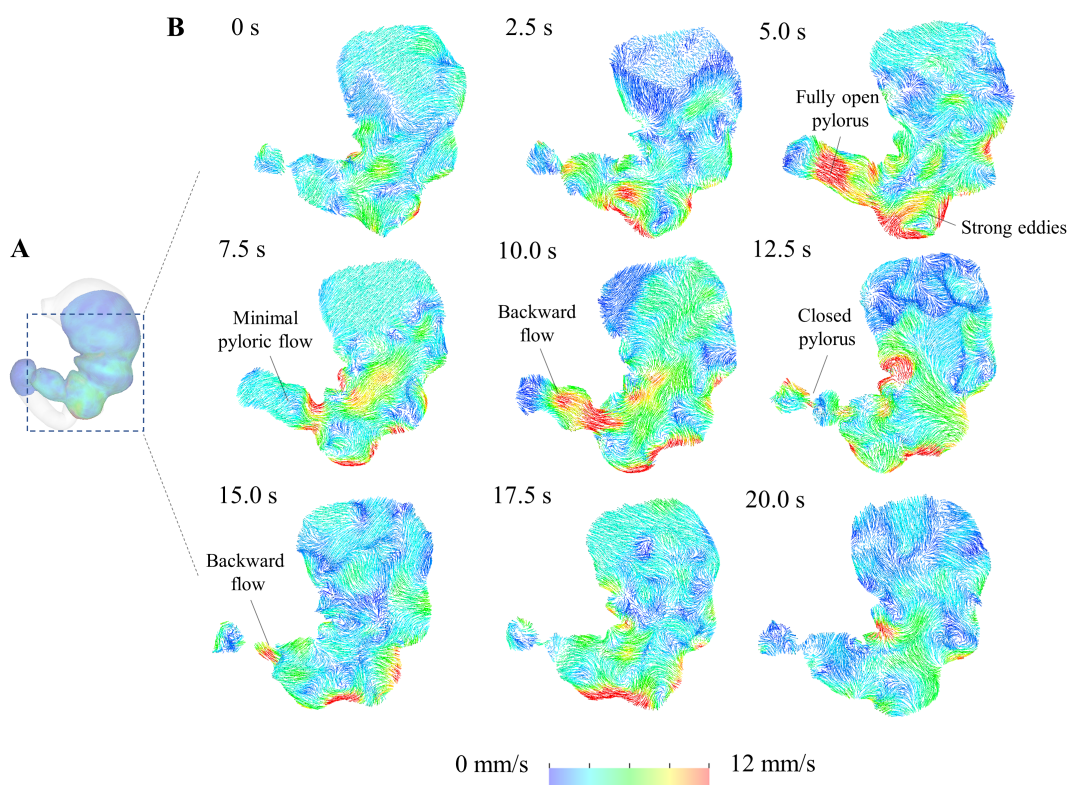 B
0 s
2.5 s
5.0 s
Fully open
pylorus
Strong eddies
A
7.5 s
10.0 s
12.5 s
Minimal
pyloric flow
Backward
flow
Closed
pylorus
15.0 s
17.5 s
20.0 s
Backward
flow
0 mm/s
12 mm/s